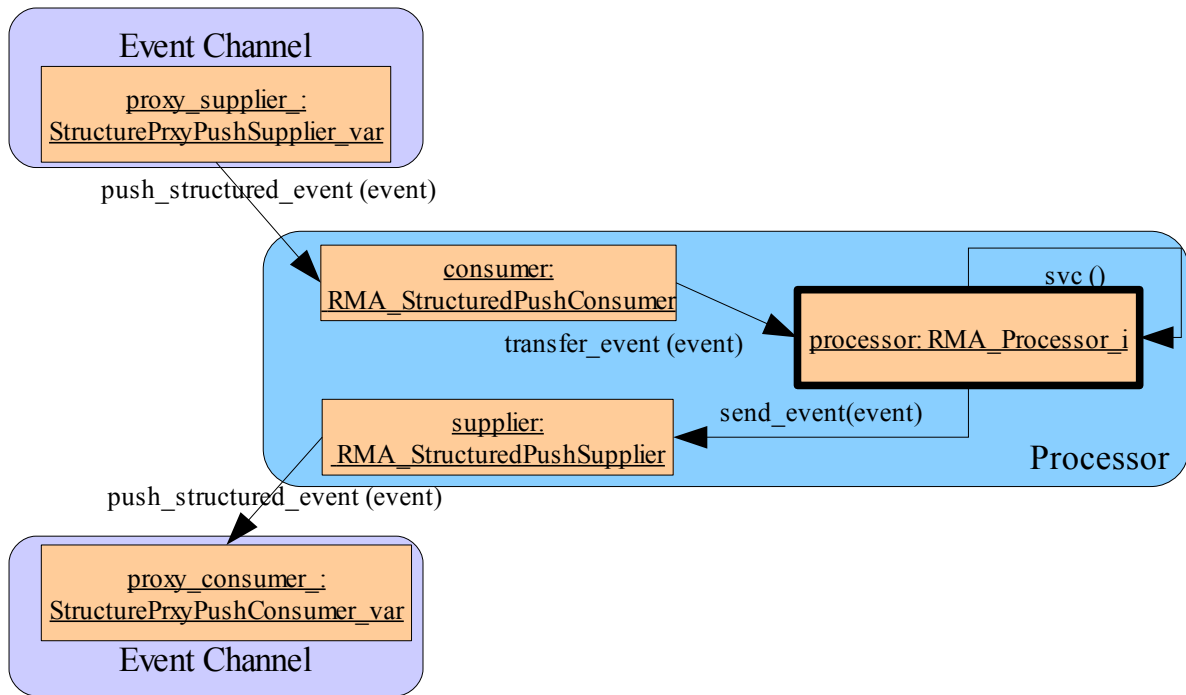 Event Channel
proxy_supplier_:
StructurePrxyPushSupplier_var
push_structured_event (event)
consumer:
RMA_StructuredPushConsumer
svc ()
transfer_event (event)
processor: RMA_Processor_i
send_event(event)
supplier:
RMA_StructuredPushSupplier
Processor
push_structured_event (event)
proxy_consumer_:
StructurePrxyPushConsumer_var
Event Channel